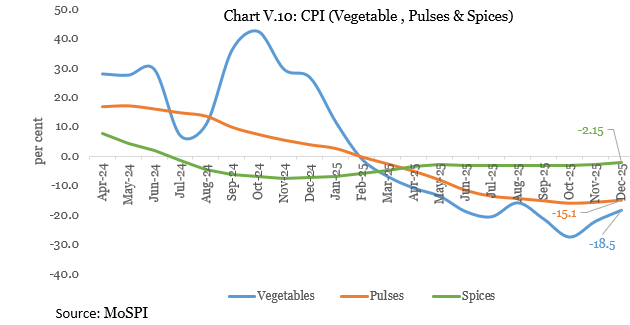 Chart V.10: CPI (Vegetable , Pulses & Spices)
50.0
40.0
30.0
20.0
10.0
0.0
-10.0
-20.0
-30.0
-40.0
per cent
Apr-24
May-24
Jun-24
Jul-24
Aug-24
Sep-24
Oct-24
Nov-24
Dec-24
Jan-25
Feb-25
Mar-25
Apr-25
May-25
Jun-25
Jul-25
Aug-25
Sep-25
Oct-25
Nov-25
Dec-25
-2.15
-15.1
-18.5
Vegetables Pulses Spices
Source: MoSPI